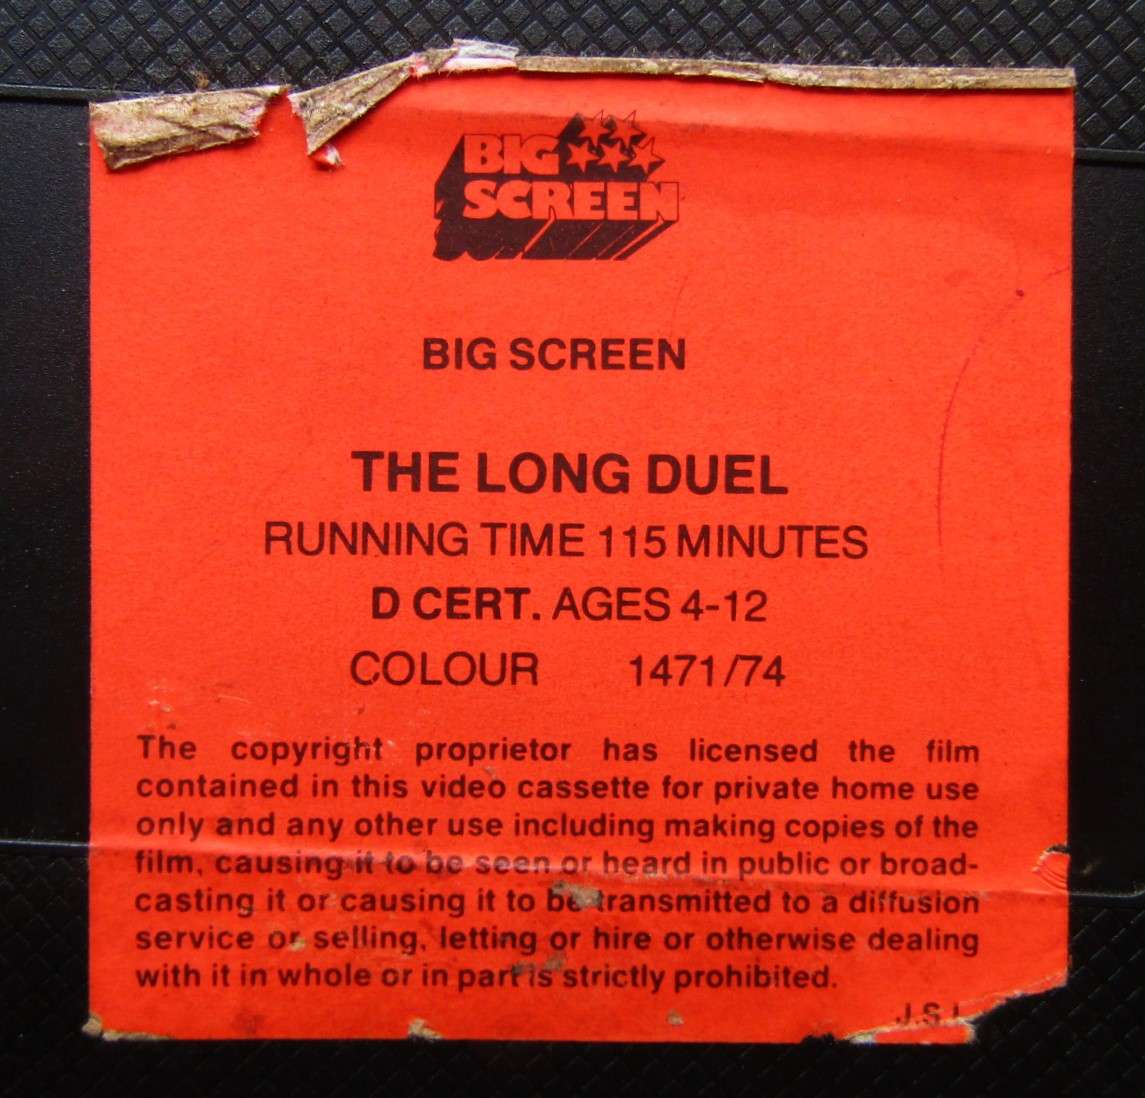 BIG
SCREEN
BIG SCREEN
THE LONG DUEL
RUNNING TIME 115 MINUTES
D CERT. AGES 4-12
COLOUR 1471/74
The copyright proprietor has licensed the film
contained in this video cassette for private home use
only and any other use including making copies of the
film, causing it to be seen or heard in public or broad-
casting it or causing it to be transmitted to a diffusion
service or selling, letting or hire or otherwise dealing
with it in whole or in part is strictly prohibited.